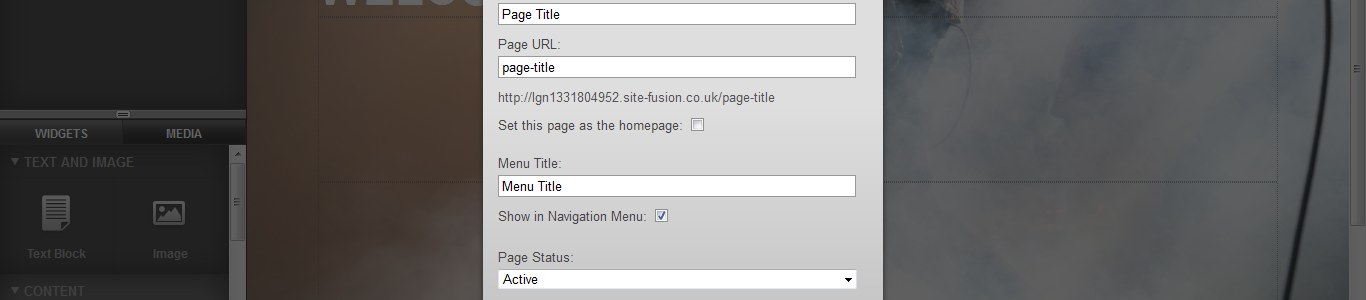 Page Title
Page URL:
page-title
http://lgn1331804952.site-fusion.co.uk/page-title
Set this page as the homepage:
WIDGETS MEDIA
TEXT AND IMAGE
Menu Title:
Menu Title
Show in Navigation Menu:
Text Block Image
Page Status:
Active
CONTENT